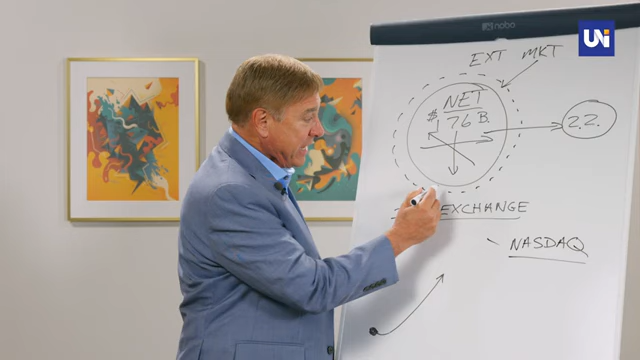 nobo
UNi
EXT MKT
NET
$ 76 B.
2.2.
EXCHANGE
- NASDAQ